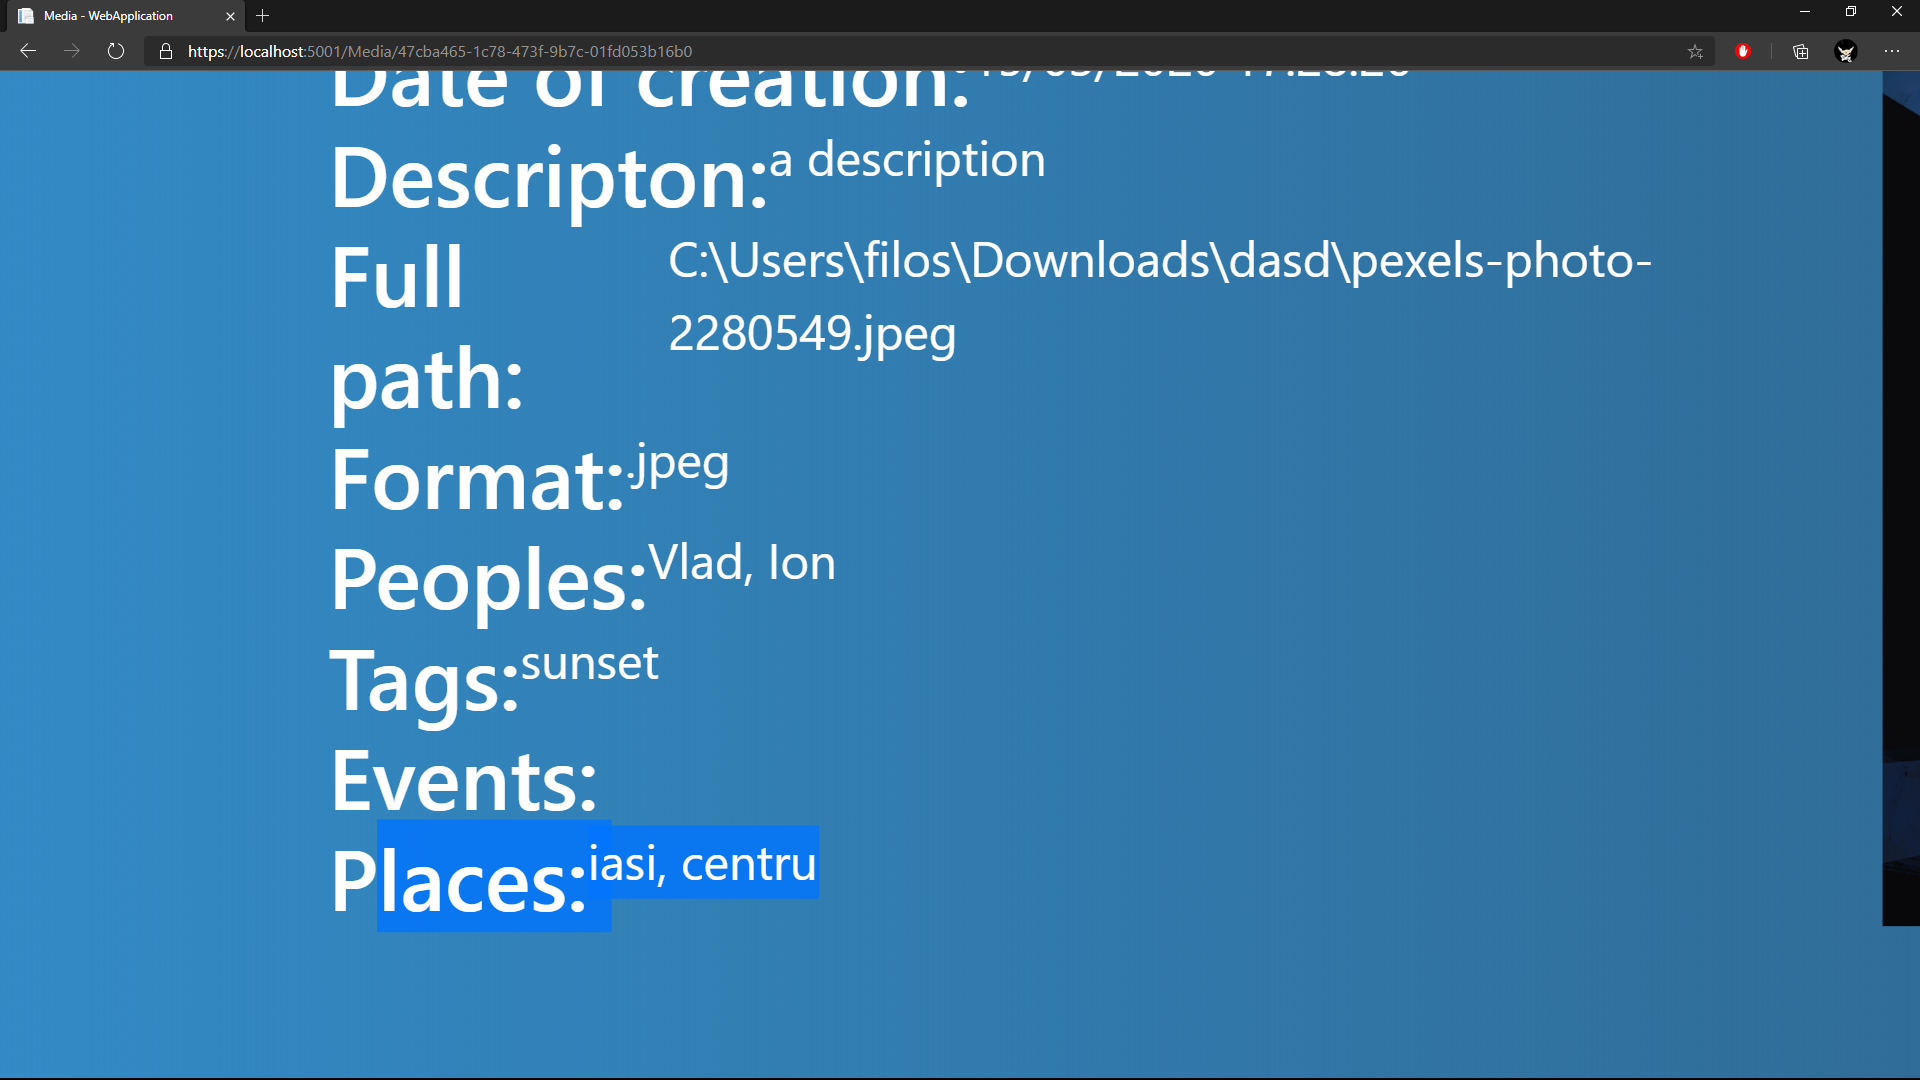 Media - WebApplication
https://localhost:5001/Media/47cba465-1c78-473f-9b7c-01fd053b16b0
Date of creation:
Descripton: a description
Full path: C:\Users\filos\Downloads\dasd\pexels-photo-
2280549.jpeg
Format: .jpeg
Peoples: Vlad, Ion
Tags: sunset
Events:
Places: iasi, centru